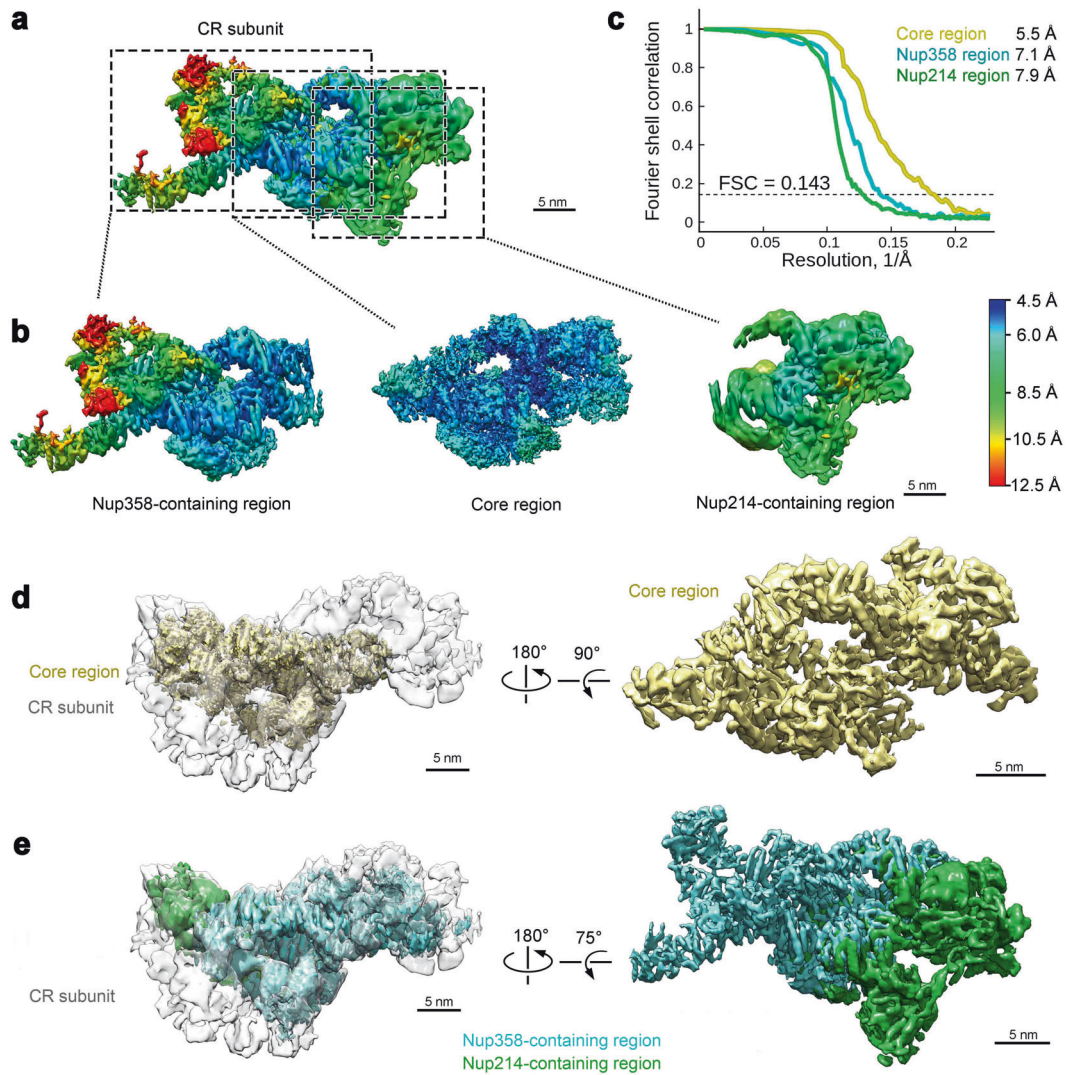 a
CR subunit
5 nm
c
Fourier shell correlation
1
0.8
0.6
0.4
0.2
0
FSC = 0.143
Core region 5.5 Å
Nup358 region 7.1 Å
Nup214 region 7.9 Å
0 0.05 0.1 0.15 0.2
Resolution, 1/Å
b
Nup358-containing region
Core region
Nup214-containing region
5 nm
4.5 Å
6.0 Å
8.5 Å
10.5 Å
12.5 Å
d
Core region
CR subunit
5 nm
180° 90°
Core region
5 nm
e
CR subunit
5 nm
180° 75°
5 nm
Nup358-containing region
Nup214-containing region